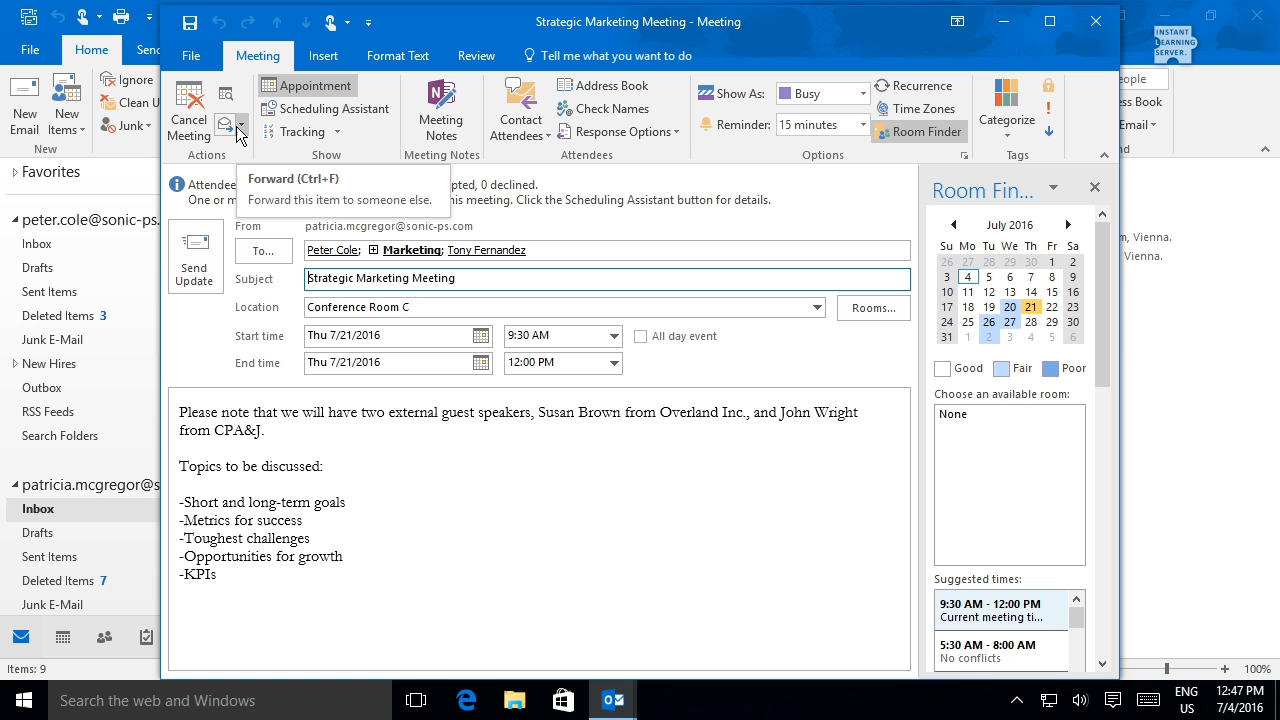 Strategic Marketing Meeting - Meeting
INSTANT
LEARNING
SERVER.
File
Home
File
Meeting
Insert
Format Text
Review
Tell me what you want to do
New
Email
New
Items
Ignore
Clean U
Junk
New
Cancel
Meeting
Actions
Appointment
Scheduling Assistant
Tracking
Show
Meeting
Notes
Meeting Notes
Contact
Attendees
Address Book
Check Names
Response Options
Attendees
Show As:
Busy
Reminder:
15 minutes
Recurrence
Time Zones
Room Finder
Options
Categorize
Tags
Forward (Ctrl+F)
Forward this item to someone else.
Attendee
pted, 0 declined.
One or m
his meeting. Click the Scheduling Assistant button for details.
From
patricia.mcgregor@sonic-ps.com
To...
Peter Cole; Marketing; Tony Fernandez
Send
Update
Subject
Strategic Marketing Meeting
Location
Conference Room C
Rooms...
Start time
Thu 7/21/2016
9:30 AM
All day event
End time
Thu 7/21/2016
12:00 PM
Please note that we will have two external guest speakers, Susan Brown from Overland Inc., and John Wright
from CPA&J.
Topics to be discussed:
-Short and long-term goals
-Metrics for success
-Toughest challenges
-Opportunities for growth
-KPIs
Favorites
peter.cole@sonic-ps.
Inbox
Drafts
Sent Items
Deleted Items 3
Junk E-Mail
New Hires
Outbox
RSS Feeds
Search Folders
patricia.mcgregor@s
Inbox
Drafts
Sent Items
Deleted Items 7
Junk E-Mail
Items: 9
Room Fin...
July 2016
Su Mo Tu We Th Fr Sa
26 27 28 29 30 1 2
3 4 5 6 7 8 9
10 11 12 13 14 15 16
17 18 19 20 21 22 23
24 25 26 27 28 29 30
31 1 2 3 4 5 6
Good
Fair
Poor
Choose an available room:
None
Suggested times:
9:30 AM - 12:00 PM
Current meeting ti...
5:30 AM - 8:00 AM
No conflicts
eople
ss Book
Email
m, Vienna.
Vienna.
100%
Search the web and Windows
ENG
US
12:47 PM
7/4/2016